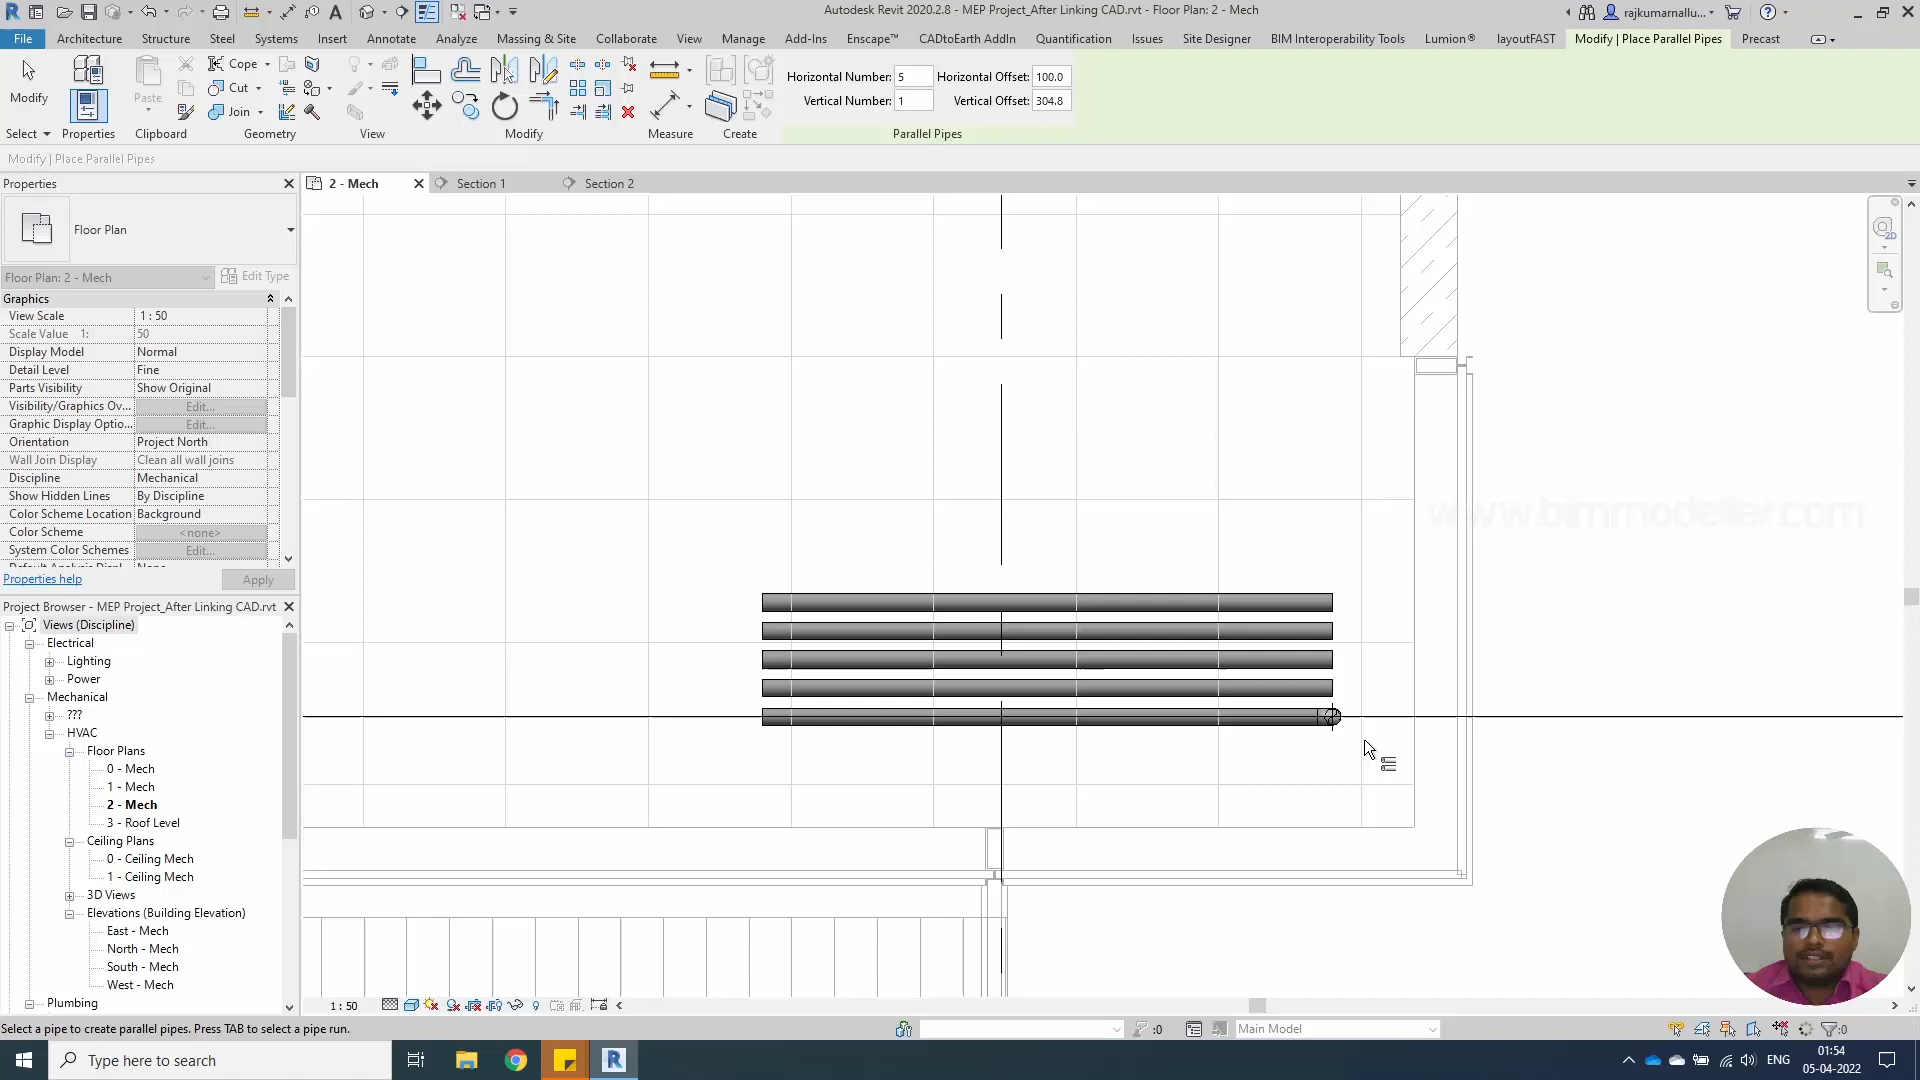 Autodesk Revit 2020.2.8 - MEP Project_After Linking CAD.rvt - Floor Plan: 2 - Mech
rajkumarnallu...
File Architecture Structure Steel Systems Insert Annotate Analyze Massing & Site Collaborate View Manage Add-Ins Enscape™ CADtoEarth AddIn Quantification Issues Site Designer BIM Interoperability Tools Lumion® layoutFAST Modify | Place Parallel Pipes Precast
Modify
Paste
Cope
Cut
Join
Horizontal Number: 5 Horizontal Offset: 100.0
Vertical Number: 1 Vertical Offset: 304.8
Select Properties Clipboard Geometry View Modify Measure Create Parallel Pipes
Modify | Place Parallel Pipes
Properties
2 - Mech
Section 1
Section 2
Floor Plan
Floor Plan: 2 - Mech
Edit Type
Graphics
View Scale 1 : 50
Scale Value 1: 50
Display Model Normal
Detail Level Fine
Parts Visibility Show Original
Visibility/Graphics Ov... Edit...
Graphic Display Optio... Edit...
Orientation Project North
Wall Join Display Clean all wall joins
Discipline Mechanical
Show Hidden Lines By Discipline
Color Scheme Location Background
Color Scheme <none>
System Color Schemes Edit...
Properties help
Apply
Project Browser - MEP Project_After Linking CAD.rvt
Views (Discipline)
Electrical
Lighting
Power
Mechanical
???
HVAC
Floor Plans
0 - Mech
1 - Mech
2 - Mech
3 - Roof Level
Ceiling Plans
0 - Ceiling Mech
1 - Ceiling Mech
3D Views
Elevations (Building Elevation)
East - Mech
North - Mech
South - Mech
West - Mech
Plumbing
www.bimmodeller.com
2D
1 : 50
Select a pipe to create parallel pipes. Press TAB to select a pipe run.
:0
Main Model
:0
Type here to search
ENG
01:54
05-04-2022